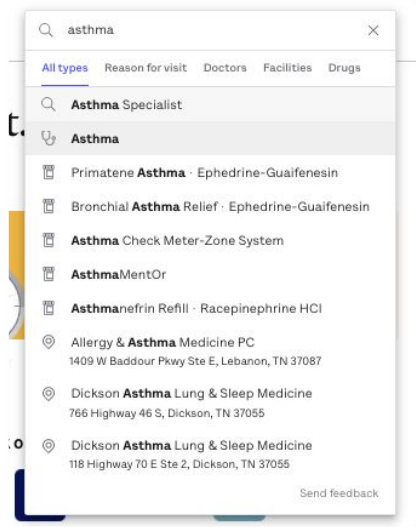 asthma
All types Reason for visit Doctors Facilities Drugs
Asthma Specialist
Asthma
Primatene Asthma · Ephedrine-Guaifenesin
Bronchial Asthma Relief · Ephedrine-Guaifenesin
Asthma Check Meter-Zone System
AsthmaMentOr
Asthmanefrin Refill · Racepinephrine HCl
Allergy & Asthma Medicine PC
1409 W Baddour Pkwy Ste E, Lebanon, TN 37087
Dickson Asthma Lung & Sleep Medicine
766 Highway 46 S, Dickson, TN 37055
Dickson Asthma Lung & Sleep Medicine
118 Highway 70 E Ste 2, Dickson, TN 37055
Send feedback